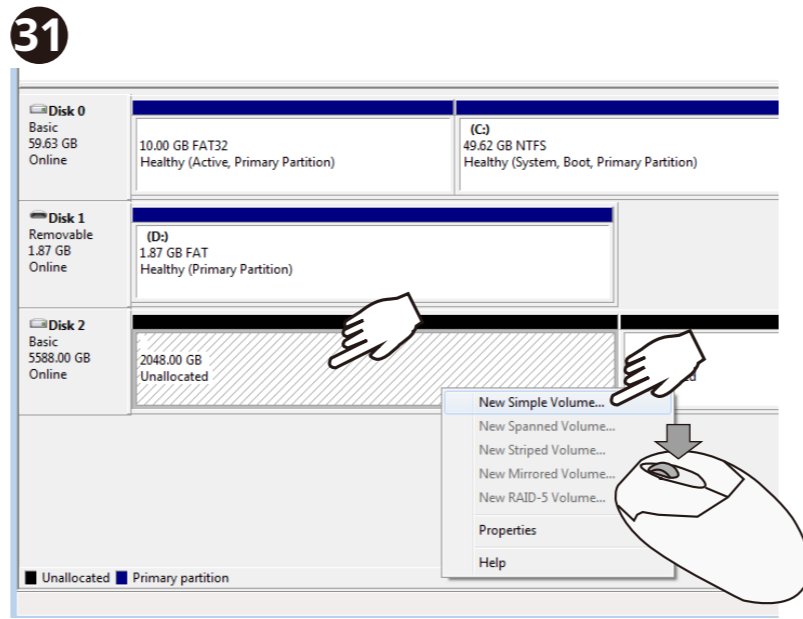 31
Disk 0
Basic
59.63 GB
Online
10.00 GB FAT32
Healthy (Active, Primary Partition)
(C:)
49.62 GB NTFS
Healthy (System, Boot, Primary Partition)
Disk 1
Removable
1.87 GB
Online
(D:)
1.87 GB FAT
Healthy (Primary Partition)
Disk 2
Basic
5588.00 GB
Online
2048.00 GB
Unallocated
New Simple Volume...
New Spanned Volume...
New Striped Volume...
New Mirrored Volume...
New RAID-5 Volume...
Properties
Help
Unallocated Primary partition